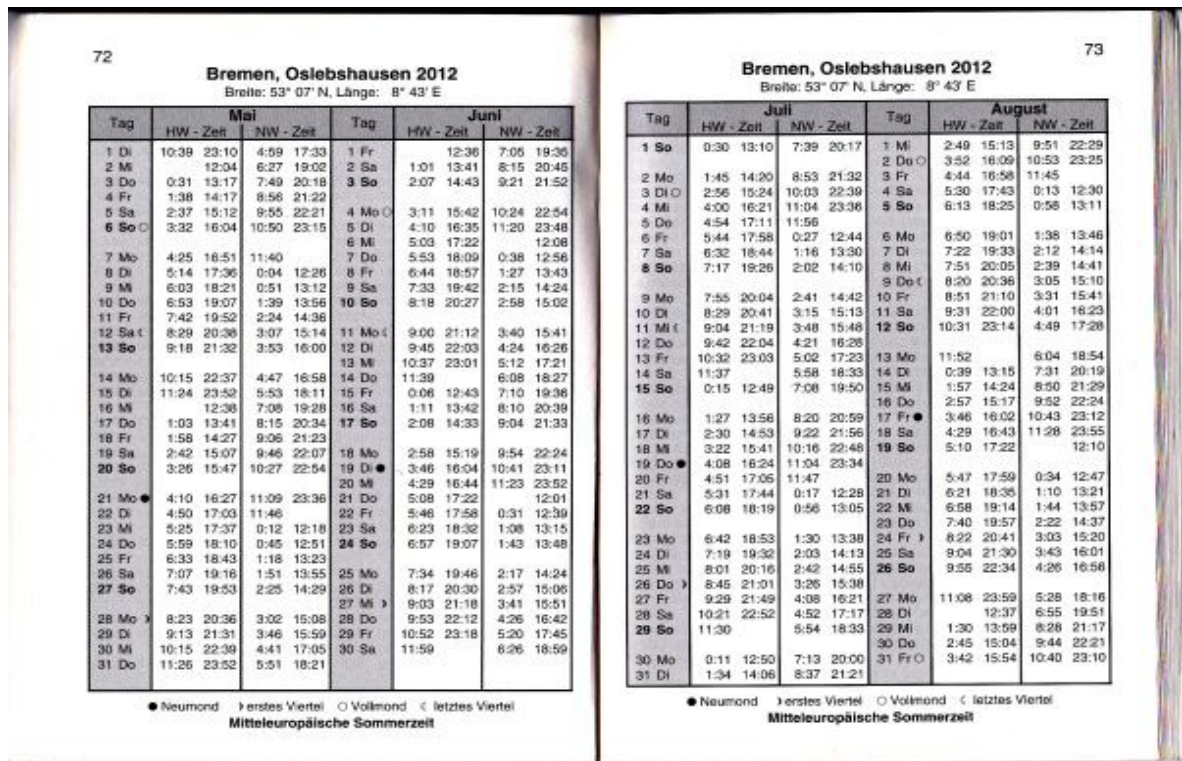 72
Bremen, Oslebshausen 2012
Breite: 53° 07' N, Länge: 8° 43' E
Tag Mai Tag Juni
HW - Zeit NW - Zeit HW - Zeit NW - Zeit
1 Di 10:39 23:10 4:59 17:33 1 Fr 12:36 7:05 19:35
2 Mi 12:04 6:27 19:02 2 Sa 1:01 13:41 8:15 20:45
3 Do 0:31 13:17 7:49 20:18 3 So 2:07 14:43 9:21 21:52
4 Fr 1:38 14:17 8:56 21:22
5 Sa 2:37 15:12 9:55 22:21 4 Mo ○ 3:11 15:42 10:24 22:54
6 So ○ 3:32 16:04 10:50 23:15 5 Di 4:10 16:35 11:20 23:48
6 Mi 5:03 17:22 12:08
7 Mo 4:25 16:51 11:40 7 Do 5:53 18:09 0:38 12:56
8 Di 5:14 17:36 0:04 12:26 8 Fr 6:44 18:57 1:27 13:43
9 Mi 6:03 18:21 0:51 13:12 9 Sa 7:33 19:42 2:15 14:24
10 Do 6:53 19:07 1:39 13:56 10 So 8:18 20:27 2:58 15:02
11 Fr 7:42 19:52 2:24 14:36
12 Sa ☾ 8:29 20:38 3:07 15:14 11 Mo ☾ 9:00 21:12 3:40 15:41
13 So 9:18 21:32 3:53 16:00 12 Di 9:45 22:03 4:24 16:26
13 Mi 10:37 23:01 5:12 17:21
14 Mo 10:15 22:37 4:47 16:58 14 Do 11:39 6:08 18:27
15 Di 11:24 23:52 5:53 18:11 15 Fr 0:06 12:43 7:10 19:36
16 Mi 12:38 7:08 19:28 16 Sa 1:11 13:42 8:10 20:39
17 Do 1:03 13:41 8:15 20:34 17 So 2:08 14:33 9:04 21:33
18 Fr 1:58 14:27 9:06 21:23
19 Sa 2:42 15:07 9:46 22:07 18 Mo 2:58 15:19 9:54 22:24
20 So 3:26 15:47 10:27 22:54 19 Di ● 3:46 16:04 10:41 23:11
20 Mi 4:29 16:44 11:23 23:52
21 Mo ● 4:10 16:27 11:09 23:36 21 Do 5:08 17:22 12:01
22 Di 4:50 17:03 11:46 22 Fr 5:46 17:58 0:31 12:39
23 Mi 5:25 17:37 0:12 12:18 23 Sa 6:23 18:32 1:08 13:15
24 Do 5:59 18:10 0:45 12:51 24 So 6:57 19:07 1:43 13:48
25 Fr 6:33 18:43 1:18 13:23
26 Sa 7:07 19:16 1:51 13:55 25 Mo 7:34 19:46 2:17 14:24
27 So 7:43 19:53 2:25 14:29 26 Di 8:17 20:30 2:57 15:06
27 Mi ☽ 9:03 21:18 3:41 15:51
28 Mo ☽ 8:23 20:36 3:02 15:08 28 Do 9:53 22:12 4:26 16:42
29 Di 9:13 21:31 3:46 15:59 29 Fr 10:52 23:18 5:20 17:45
30 Mi 10:15 22:39 4:41 17:05 30 Sa 11:59 6:26 18:59
31 Do 11:26 23:52 5:51 18:21
● Neumond ☽ erstes Viertel ○ Vollmond ☾ letztes Viertel
Mitteleuropäische Sommerzeit
73
Bremen, Oslebshausen 2012
Breite: 53° 07' N, Länge: 8° 43' E
Tag Juli Tag August
HW - Zeit NW - Zeit HW - Zeit NW - Zeit
1 So 0:30 13:10 7:39 20:17 1 Mi 2:49 15:13 9:51 22:29
2 Do ○ 3:52 16:09 10:53 23:25
2 Mo 1:45 14:20 8:53 21:32 3 Fr 4:44 16:58 11:45
3 Di ○ 2:56 15:24 10:03 22:39 4 Sa 5:30 17:43 0:13 12:30
4 Mi 4:00 16:21 11:04 23:36 5 So 6:13 18:25 0:58 13:11
5 Do 4:54 17:11 11:56
6 Fr 5:44 17:58 0:27 12:44 6 Mo 6:50 19:01 1:38 13:46
7 Sa 6:32 18:44 1:16 13:30 7 Di 7:22 19:33 2:12 14:14
8 So 7:17 19:26 2:02 14:10 8 Mi 7:51 20:05 2:39 14:41
9 Do ☾ 8:20 20:36 3:05 15:10
9 Mo 7:55 20:04 2:41 14:42 10 Fr 8:51 21:10 3:31 15:41
10 Di 8:29 20:41 3:15 15:13 11 Sa 9:31 22:00 4:01 16:23
11 Mi ☾ 9:04 21:19 3:48 15:48 12 So 10:31 23:14 4:49 17:28
12 Do 9:42 22:04 4:21 16:28
13 Fr 10:32 23:03 5:02 17:23 13 Mo 11:52 6:04 18:54
14 Sa 11:37 5:58 18:33 14 Di 0:39 13:15 7:31 20:19
15 So 0:15 12:49 7:08 19:50 15 Mi 1:57 14:24 8:50 21:29
16 Do 2:57 15:17 9:52 22:24
16 Mo 1:27 13:56 8:20 20:59 17 Fr ● 3:46 16:02 10:43 23:12
17 Di 2:30 14:53 9:22 21:56 18 Sa 4:29 16:43 11:28 23:55
18 Mi 3:22 15:41 10:16 22:48 19 So 5:10 17:22 12:10
19 Do ● 4:08 16:24 11:04 23:34
20 Fr 4:51 17:05 11:47 20 Mo 5:47 17:59 0:34 12:47
21 Sa 5:31 17:44 0:17 12:28 21 Di 6:21 18:35 1:10 13:21
22 So 6:08 18:19 0:56 13:05 22 Mi 6:58 19:14 1:44 13:57
23 Do 7:40 19:57 2:22 14:37
23 Mo 6:42 18:53 1:30 13:38 24 Fr ☽ 8:22 20:41 3:03 15:20
24 Di 7:19 19:32 2:03 14:13 25 Sa 9:04 21:30 3:43 16:01
25 Mi 8:01 20:16 2:42 14:55 26 So 9:55 22:34 4:26 16:58
26 Do ☽ 8:45 21:01 3:26 15:38
27 Fr 9:29 21:49 4:08 16:21 27 Mo 11:08 23:59 5:28 18:16
28 Sa 10:21 22:52 4:52 17:17 28 Di 12:37 6:55 19:51
29 So 11:30 5:54 18:33 29 Mi 1:30 13:59 8:28 21:17
30 Do 2:45 15:04 9:44 22:21
30 Mo 0:11 12:50 7:13 20:00 31 Fr ○ 3:42 15:54 10:40 23:10
31 Di 1:34 14:06 8:37 21:21
● Neumond ☽ erstes Viertel ○ Vollmond ☾ letztes Viertel
Mitteleuropäische Sommerzeit